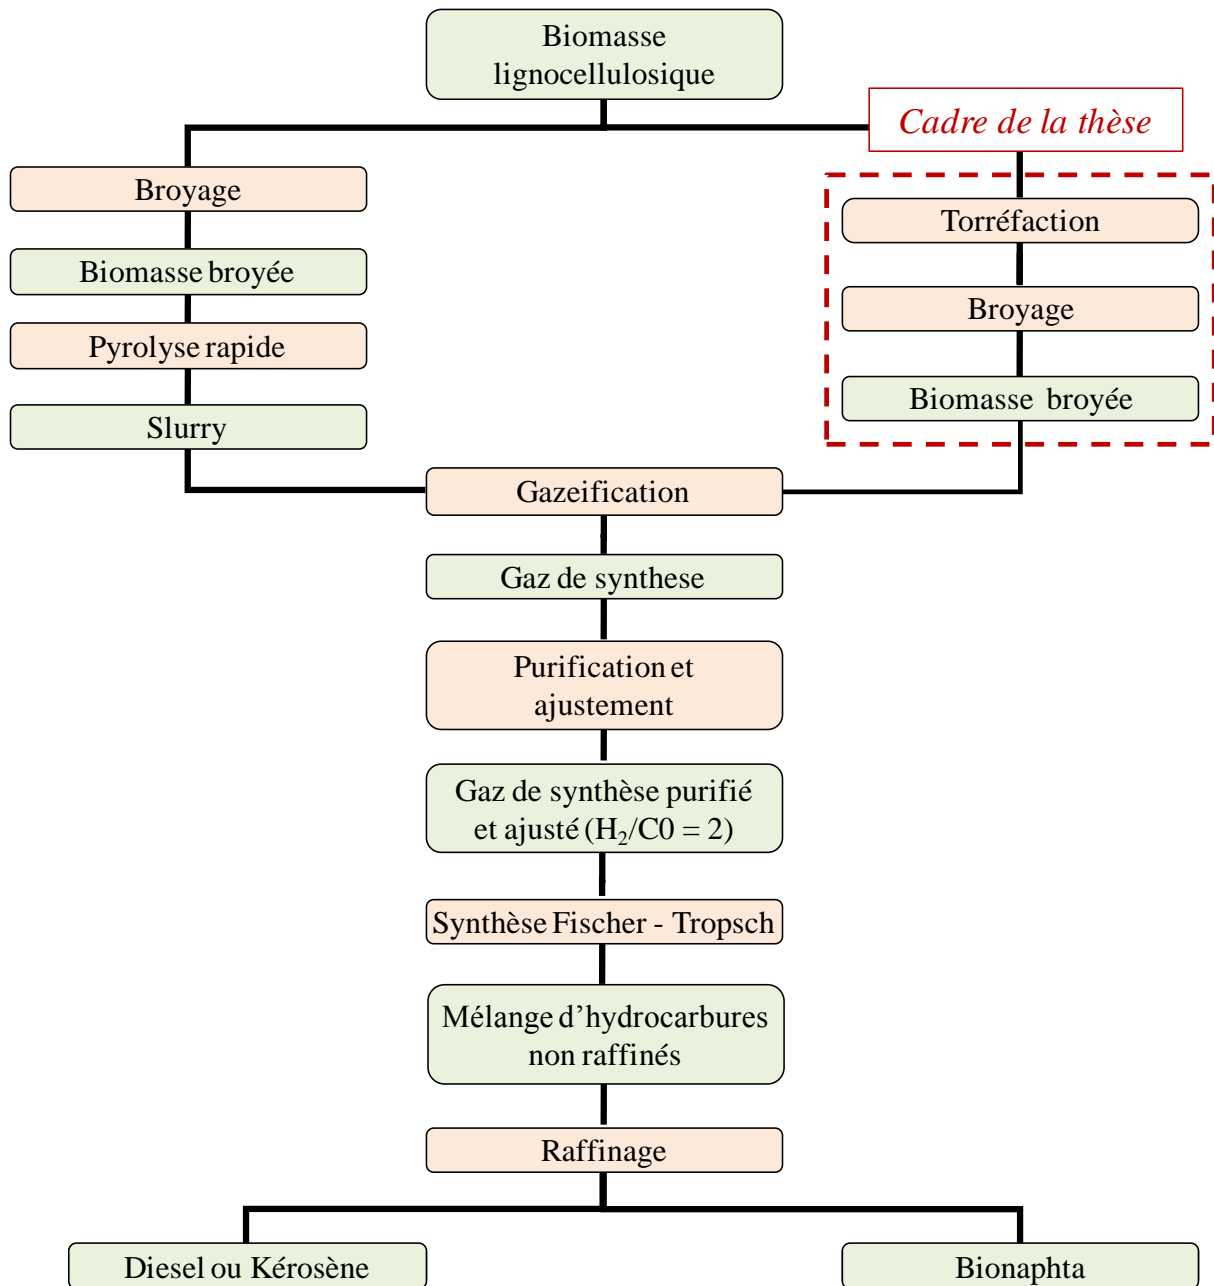 Biomasse
lignocellulosique
Cadre de la thèse
Broyage
Biomasse broyée
Pyrolyse rapide
Slurry
Torréfaction
Broyage
Biomasse broyée
Gazeification
Gaz de synthese
Purification et
ajustement
Gaz de synthèse purifié
et ajusté (H₂/C0 = 2)
Synthèse Fischer - Tropsch
Mélange d’hydrocarbures
non raffinés
Raffinage
Diesel ou Kérosène
Bionaphta